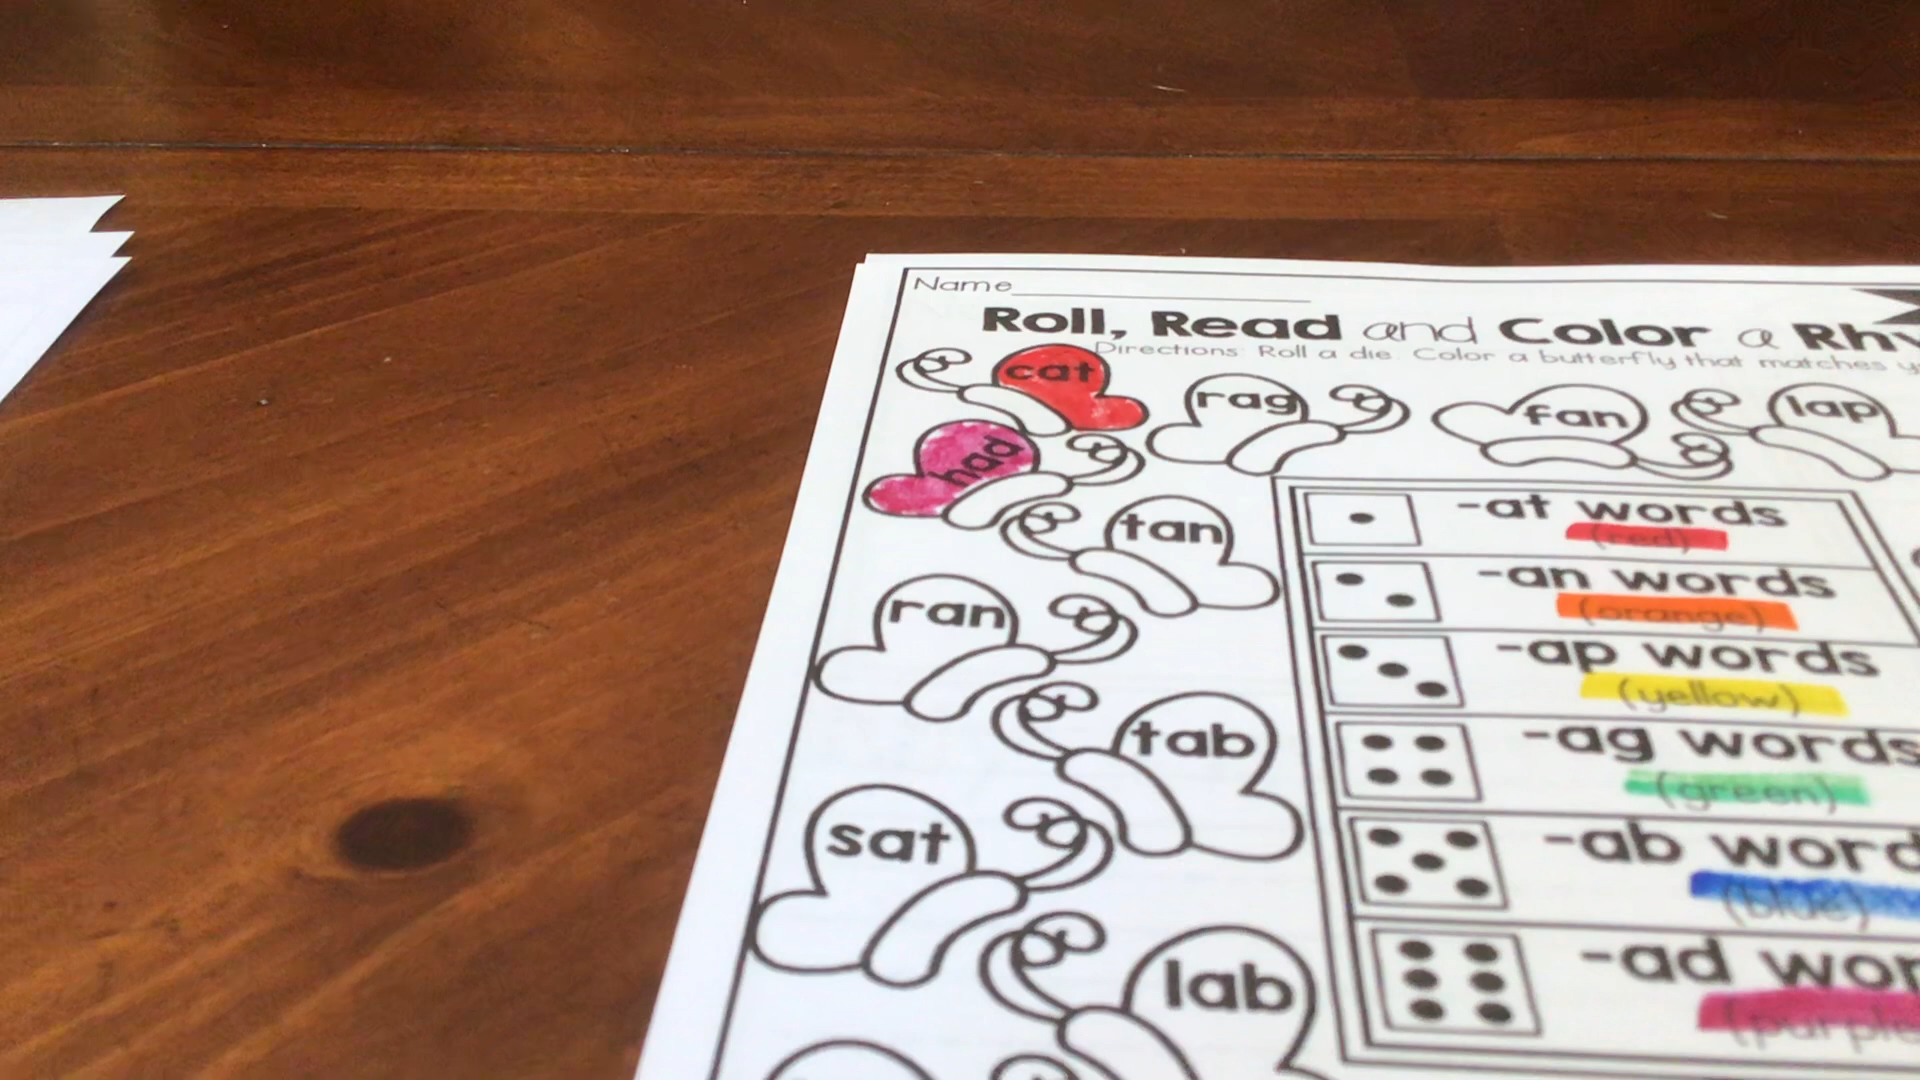 Name
Roll, Read and Color a
Directions: Roll a die. Color a butterfly that matches
cat
rag
fan
lap
had
tan
ran
tab
sat
lab
-at words
(red)
-an words
(orange)
-ap words
(yellow)
-ag words
(green)
-ab word
(blue)
-ad
(purple